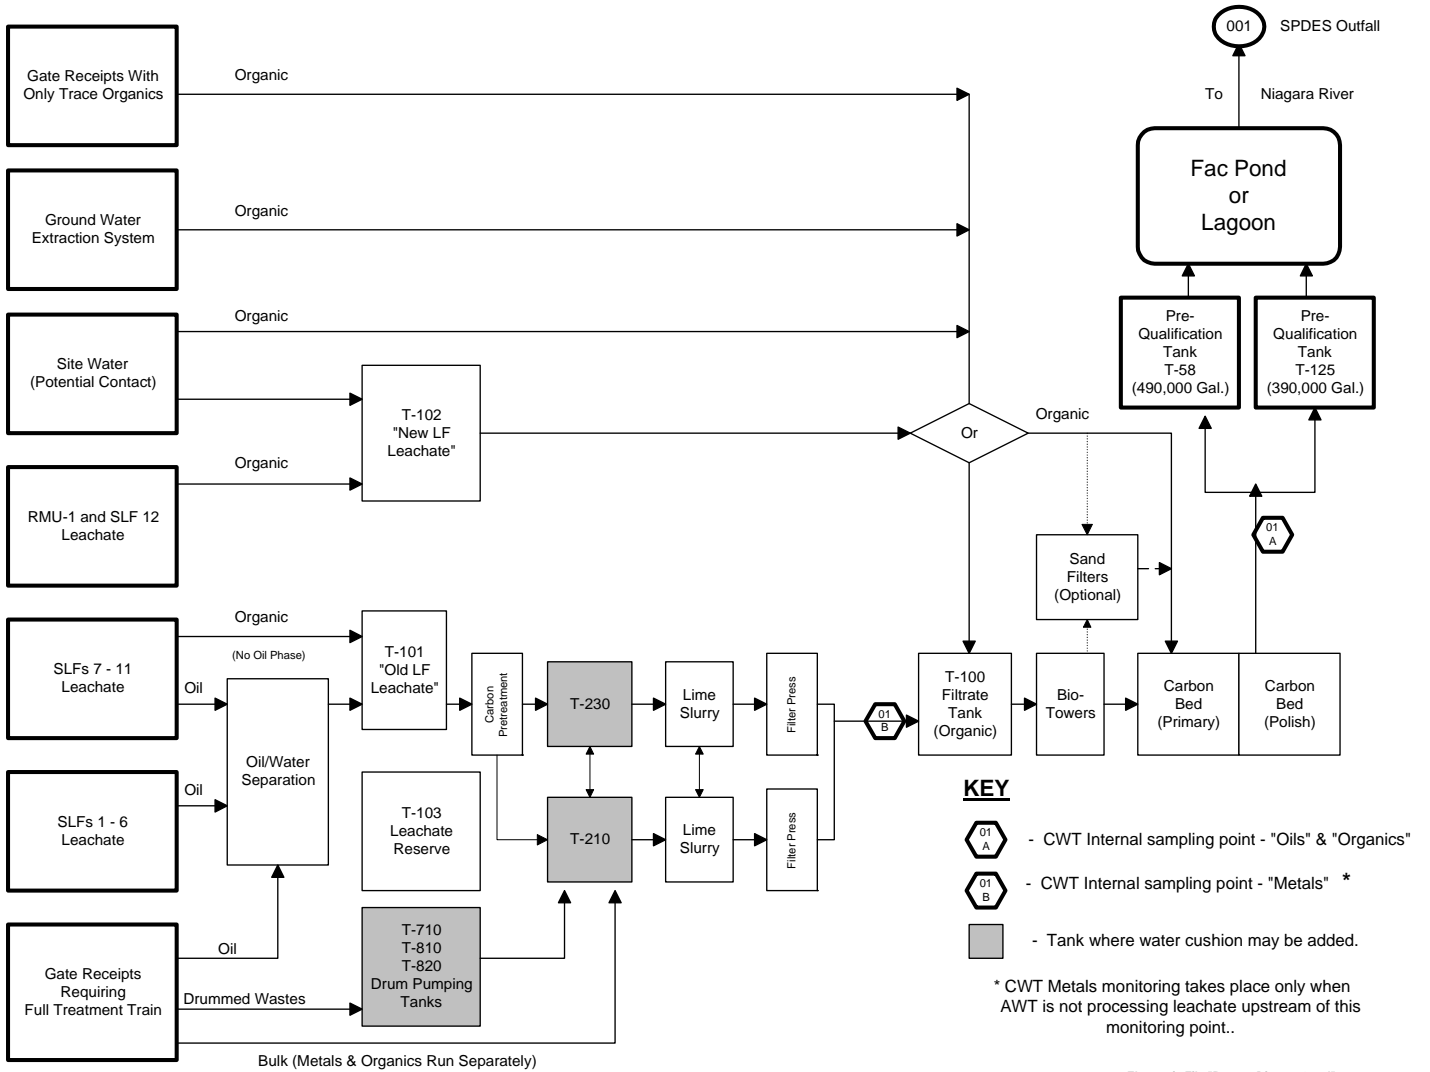 001
SPDES Outfall
To
Niagara River
Fac Pond
or
Lagoon
Gate Receipts With
Only Trace Organics
Organic
Ground Water
Extraction System
Organic
Site Water
(Potential Contact)
Organic
RMU-1 and SLF 12
Leachate
Organic
T-102
"New LF
Leachate"
Or
Organic
Pre-
Qualification
Tank
T-58
(490,000 Gal.)
Pre-
Qualification
Tank
T-125
(390,000 Gal.)
01
A
Sand
Filters
(Optional)
SLFs 7 - 11
Leachate
Organic
(No Oil Phase)
Oil
SLFs 1 - 6
Leachate
Oil
Oil/Water
Separation
T-101
"Old LF
Leachate"
Carbon
Pretreatment
T-230
Lime
Slurry
Filter Press
T-103
Leachate
Reserve
T-210
Lime
Slurry
Filter Press
01
B
T-100
Filtrate
Tank
(Organic)
Bio-
Towers
Carbon
Bed
(Primary)
Carbon
Bed
(Polish)
Gate Receipts
Requiring
Full Treatment Train
Oil
Drummed Wastes
T-710
T-810
T-820
Drum Pumping
Tanks
Bulk (Metals & Organics Run Separately)
KEY
01
A
- CWT Internal sampling point - "Oils" & "Organics"
01
B
- CWT Internal sampling point - "Metals" *
- Tank where water cushion may be added.
* CWT Metals monitoring takes place only when
AWT is not processing leachate upstream of this
monitoring point..